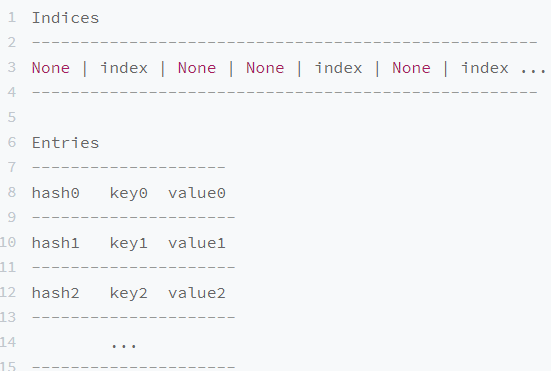 1 Indices
2 ----------------------------------------------------
3 None | index | None | None | index | None | index ...
4 ----------------------------------------------------
5
6 Entries
7 --------------------
8 hash0   key0  value0
9 ---------------------
10 hash1   key1  value1
11 ---------------------
12 hash2   key2  value2
13 ---------------------
14         ...
15 ---------------------